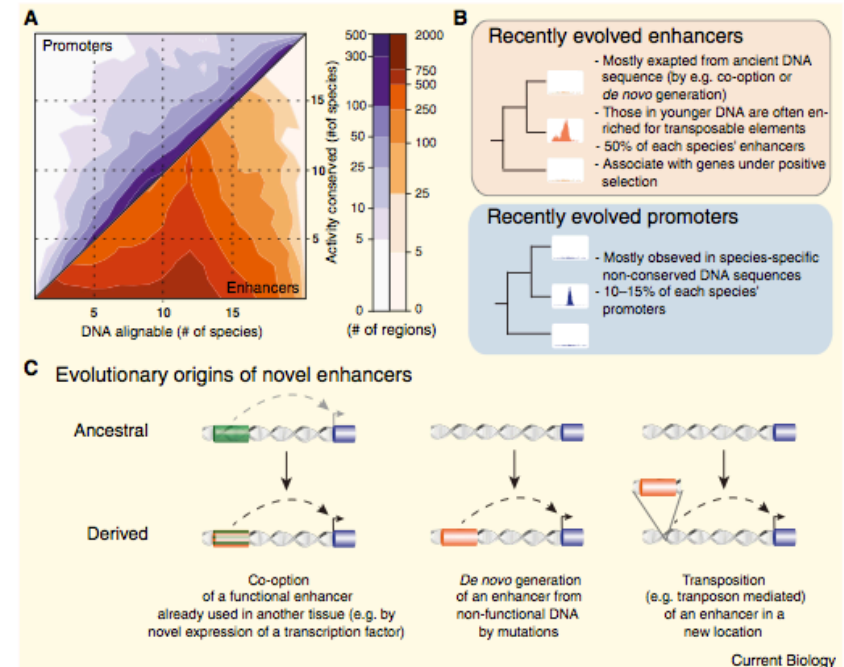 A
Promoters
Enhancers
15
10
5
5
10
15
DNA alignable (# of species)
Activity conserved (#of species)
500
300
100
50
25
10
5
0
2000
750
500
250
100
25
5
0
(# of regions)
B
Recently evolved enhancers
- Mostly exapted from ancient DNA
sequence (by e.g. co-option or
de novo generation)
- Those in younger DNA are often en-
riched for transposable elements
- 50% of each species' enhancers
- Associate with genes under positive
selection
Recently evolved promoters
- Mostly obseved in species-specific
non-conserved DNA sequences
- 10–15% of each species'
promoters
C
Evolutionary origins of novel enhancers
Ancestral
Derived
Co-option
of a functional enhancer
already used in another tissue (e.g. by
novel expression of a transcription factor)
De novo generation
of an enhancer from
non-functional DNA
by mutations
Transposition
(e.g. tranposon mediated)
of an enhancer in a
new location
Current Biology